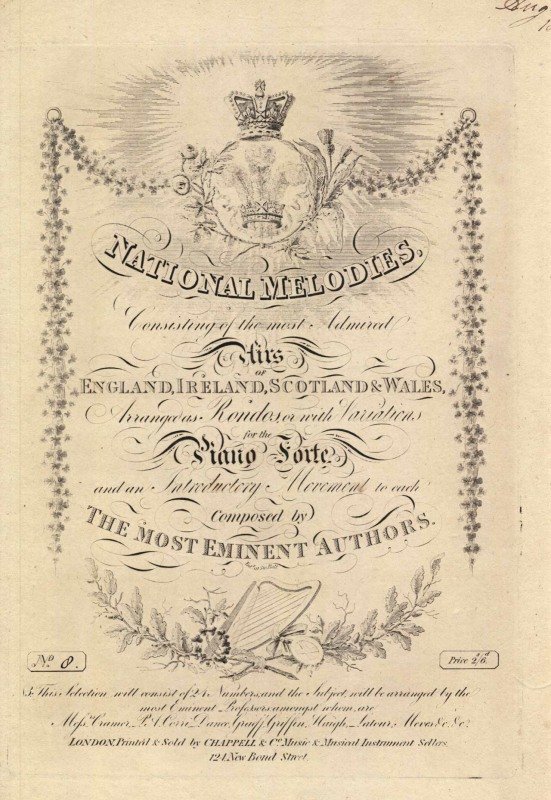 Aug
NATIONAL MELODIES,
Consisting of the most Admired
Airs
OF
ENGLAND, IRELAND, SCOTLAND & WALES,
Arranged as Rondos, or with Variations
for the
Piano Forte,
and an Introductory Movement to each
Composed by
THE MOST EMINENT AUTHORS.
No. 8.
Price 2/6d
This Selection will consist of 24 Numbers, and the Subject will be arranged by the
most Eminent Professors amongst whom are
Messrs Cramer, P.A. Corri, Dance, Graeff, Griffin, Haigh, Latour, Mever &c. &c.
LONDON, Printed & Sold by CHAPPELL & Co. Music & Musical Instrument Sellers.
124 New Bond Street.